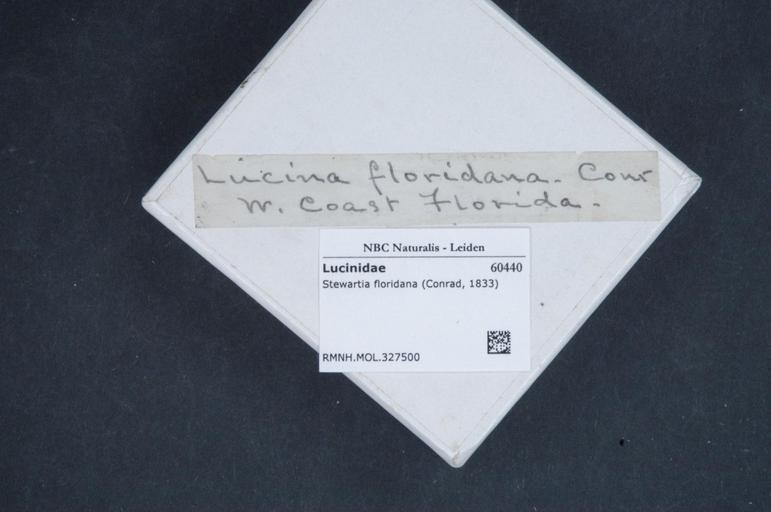 Lucina floridana. Conr
W. Coast Florida.
NBC Naturalis - Leiden
Lucinidae 60440
Stewartia floridana (Conrad, 1833)
RMNH.MOL.327500